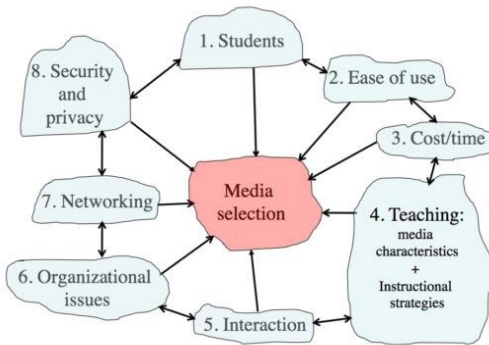 1. Students
2. Ease of use
3. Cost/time
4. Teaching:
media
characteristics
+
Instructional
strategies
5. Interaction
6. Organizational
issues
7. Networking
8. Security
and
privacy
Media
selection